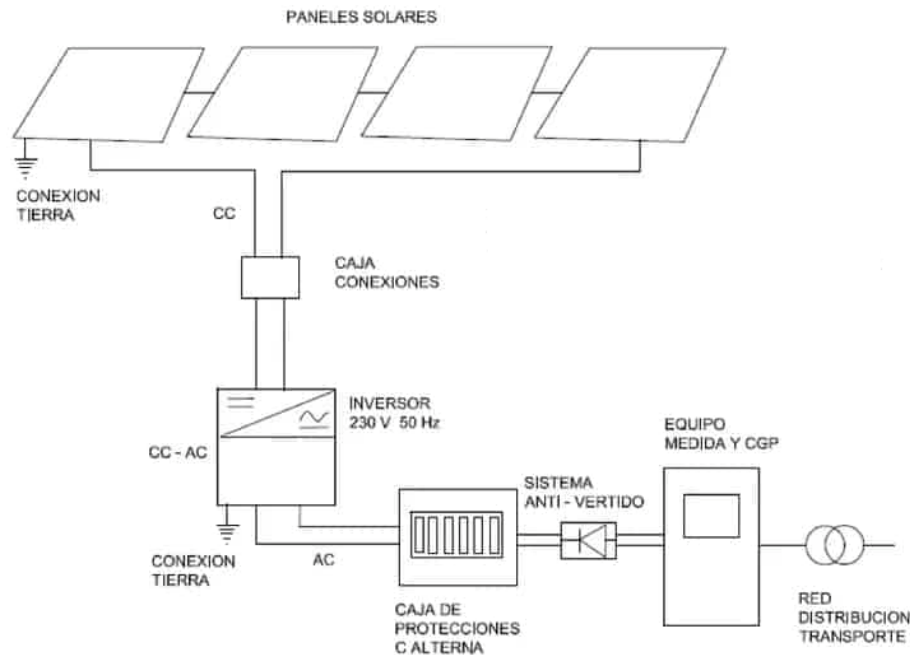 PANELES SOLARES
CONEXION
TIERRA
CC
CAJA
CONEXIONES
INVERSOR
230 V 50 Hz
CC - AC
CONEXION
TIERRA
AC
CAJA DE
PROTECCIONES
C ALTERNA
SISTEMA
ANTI - VERTIDO
EQUIPO
MEDIDA Y CGP
RED
DISTRIBUCION
TRANSPORTE